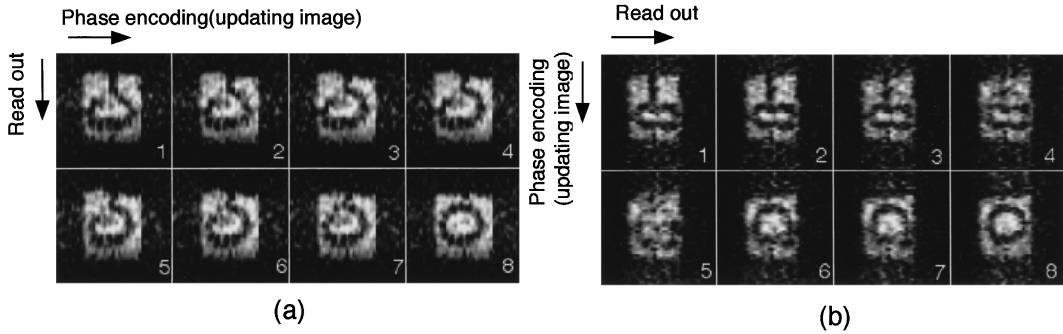 Phase encoding(updating image)
Read out
1
2
3
4
5
6
7
8
(a)
Read out
Phase encoding
(updating image)
1
2
3
4
5
6
7
8
(b)